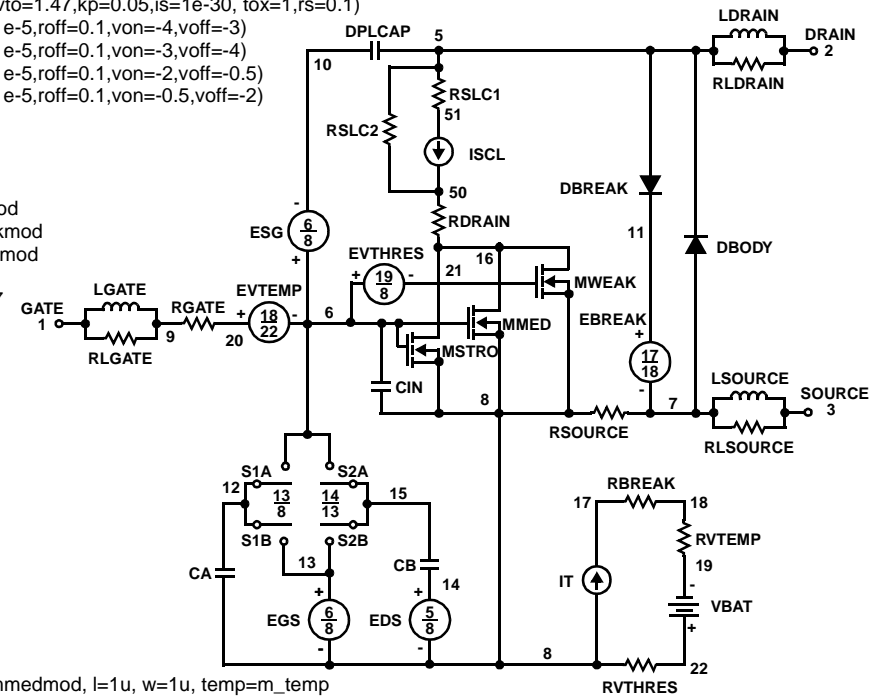 vto=1.47,kp=0.05,is=1e-30, tox=1,rs=0.1)
e-5,roff=0.1,von=-4,voff=-3)
e-5,roff=0.1,von=-3,voff=-4)
e-5,roff=0.1,von=-2,voff=-0.5)
e-5,roff=0.1,von=-0.5,voff=-2)
od
kmod
mod
LDRAIN
DPLCAP
5
DRAIN
2
10
RLDRAIN
RSLC1
51
RSLC2
ISCL
50
DBREAK
RDRAIN
ESG
6
8
-
+
11
DBODY
EVTHRES
+
19
8
-
21
16
MWEAK
LGATE
GATE
1
RLGATE
9
RGATE
20
EVTEMP
+
18
22
-
6
MMED
MSTRO
CIN
EBREAK
+
17
18
-
8
RSOURCE
7
LSOURCE
SOURCE
3
RLSOURCE
S1A
S2A
12
13
8
14
13
15
S1B
S2B
13
CA
CB
14
+
EGS
6
8
-
+
EDS
5
8
-
RBREAK
17
18
RVTEMP
19
IT
-
VBAT
+
8
22
RVTHRES
nmedmod, l=1u, w=1u, temp=m_temp